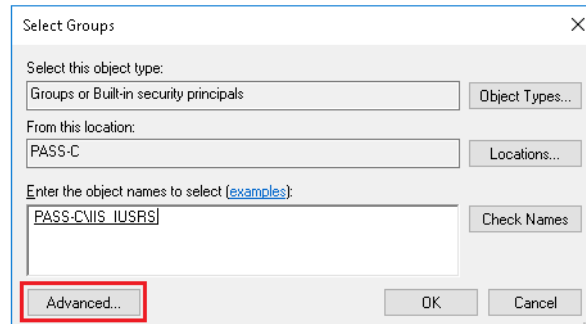 Select Groups
Select this object type:
Groups or Built-in security principals
Object Types...
From this location:
PASS-C
Locations...
Enter the object names to select (examples):
PASS-C\IIS_IUSRS
Check Names
Advanced...
OK
Cancel